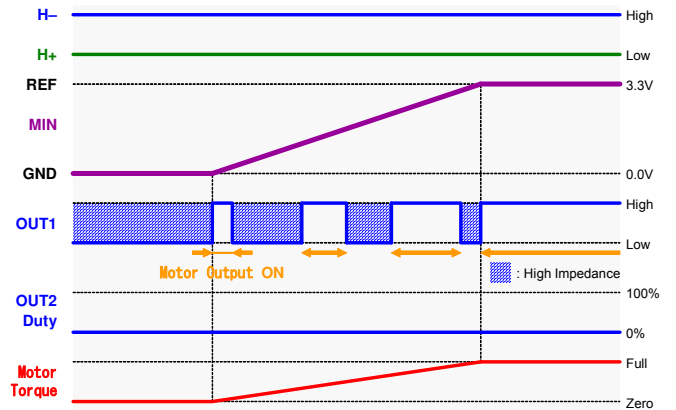 H– High
H+ Low
REF 3.3V
MIN
GND 0.0V
High
OUT1
Low
Motor Output ON
: High Impedance
OUT2 100%
Duty 0%
Motor Full
Torque Zero